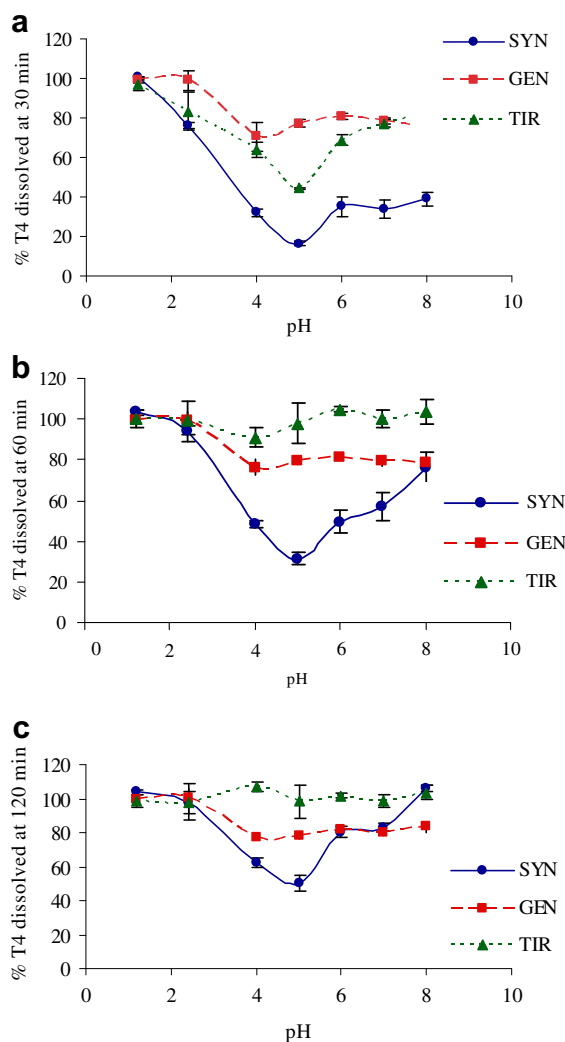 a
% T4 dissolved at 30 min
120
100
80
60
40
20
0
0 2 4 6 8 10
pH
SYN
GEN
TIR
b
% T4 dissolved at 60 min
120
100
80
60
40
20
0
0 2 4 6 8 10
pH
SYN
GEN
TIR
c
% T4 dissolved at 120 min
120
100
80
60
40
20
0
0 2 4 6 8 10
pH
SYN
GEN
TIR